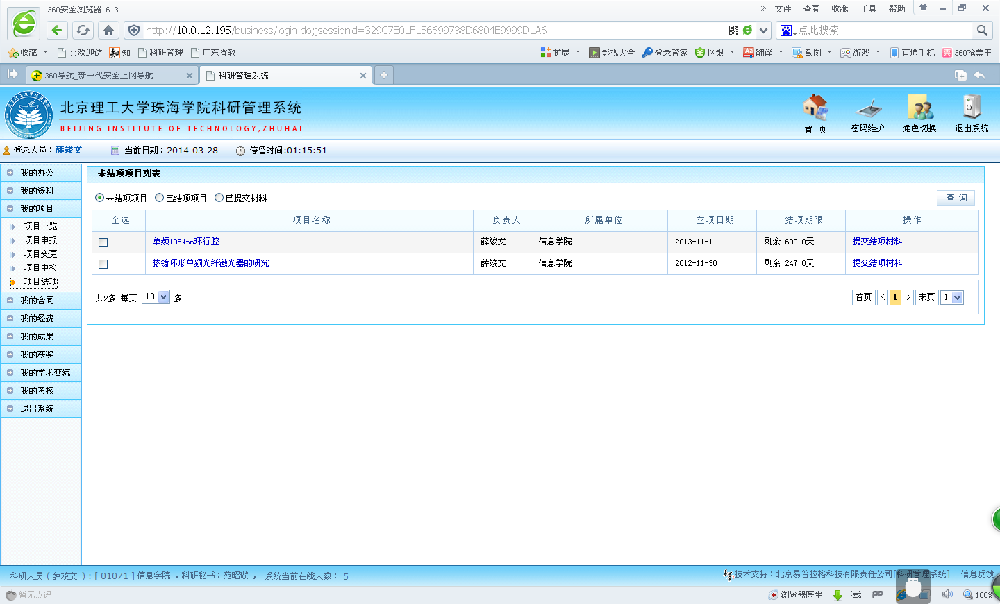 360安全浏览器 6.3
» 文件 查看 收藏 工具 帮助
http://10.0.12.195/business/login.do;jsessionid=329C7E01F156699738D6804E9999D1A6
点此搜索
收藏 ::欢迎访 知 科研管理 广东省教
扩展 影视大全 登录管家 网银 翻译 截图 游戏 直通手机 360抢票王
360导航_新一代安全上网导航
科研管理系统
北京理工大学珠海学院科研管理系统
BEIJING INSTITUTE OF TECHNOLOGY,ZHUHAI
首 页 密码维护 角色切换 退出系统
登录人员：薛竣文 当前日期：2014-03-28 停留时间:01:15:51
我的办公
我的资料
我的项目
项目一览
项目申报
项目变更
项目中检
项目结项
我的合同
我的经费
我的成果
我的获奖
我的学术交流
我的考核
退出系统
未结项项目列表
未结项项目 已结项项目 已提交材料
查 询
全选 项目名称 负责人 所属单位 立项日期 结项期限 操作
单频1064nm环行腔 薛竣文 信息学院 2013-11-11 剩余 600.0天 提交结项材料
掺镱环形单频光纤激光器的研究 薛竣文 信息学院 2012-11-30 剩余 247.0天 提交结项材料
共2条 每页 10 条
首页 < 1 > 末页 1
科研人员 ( 薛竣文 ) : [ 01071 ] 信息学院 ，科研秘书：苑昭璇 ， 系统当前在线人数： 5
技术支持：北京易普拉格科技有限责任公司[科研管理系统] 信息反馈
暂无点评
浏览器医生 下载 100%